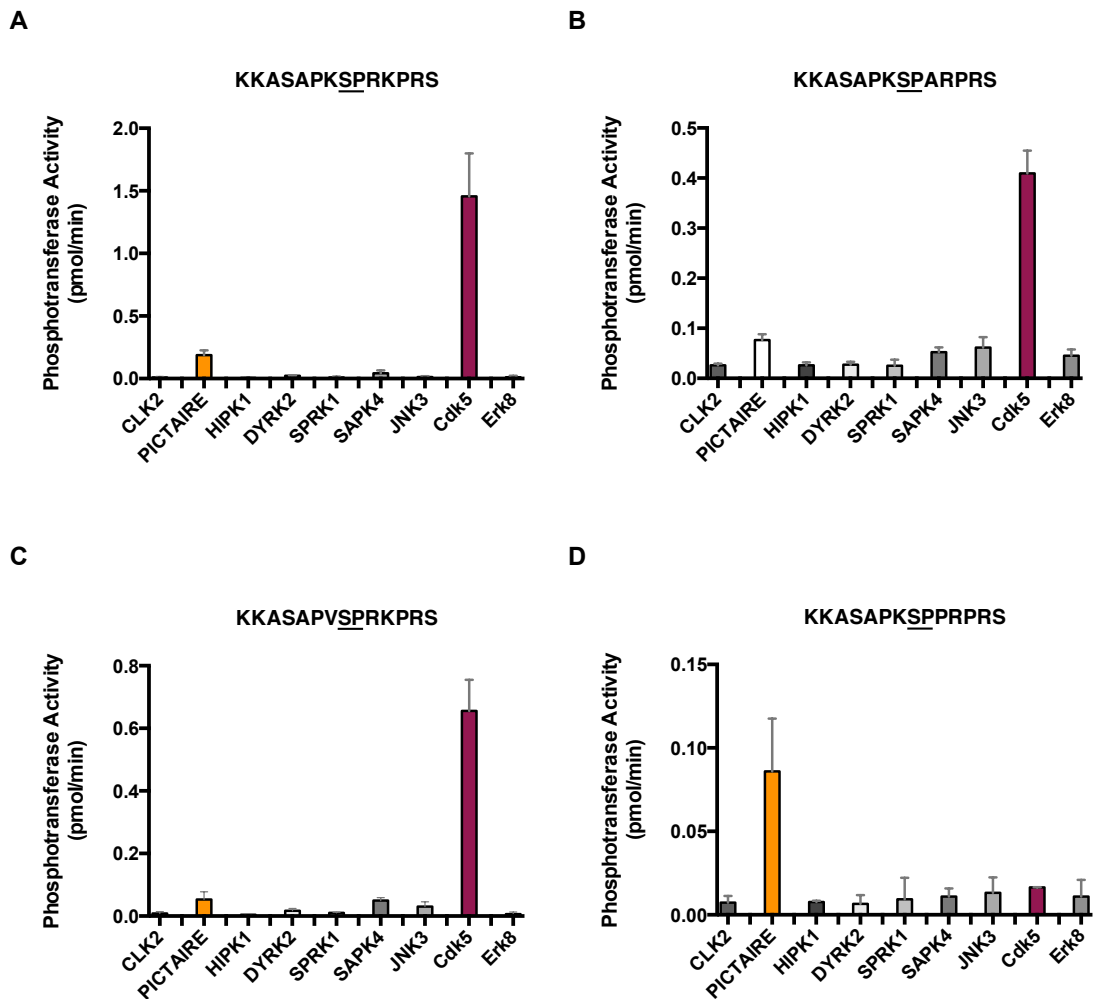 A
KKASAPKSPRKPRS
Phosphotransferase Activity
(pmol/min)
2.0
1.5
1.0
0.5
0.0
CLK2
PICTAIRE
HIPK1
DYRK2
SPRK1
SAPK4
JNK3
Cdk5
Erk8
B
KKASAPKSPARPRS
Phosphotransferase Activity
(pmol/min)
0.5
0.4
0.3
0.2
0.1
0.0
CLK2
PICTAIRE
HIPK1
DYRK2
SPRK1
SAPK4
JNK3
Cdk5
Erk8
C
KKASAPVSPRKPRS
Phosphotransferase Activity
(pmol/min)
0.8
0.6
0.4
0.2
0.0
CLK2
PICTAIRE
HIPK1
DYRK2
SPRK1
SAPK4
JNK3
Cdk5
Erk8
D
KKASAPKSPPRPRS
Phosphotransferase Activity
(pmol/min)
0.15
0.10
0.05
0.00
CLK2
PICTAIRE
HIPK1
DYRK2
SPRK1
SAPK4
JNK3
Cdk5
Erk8